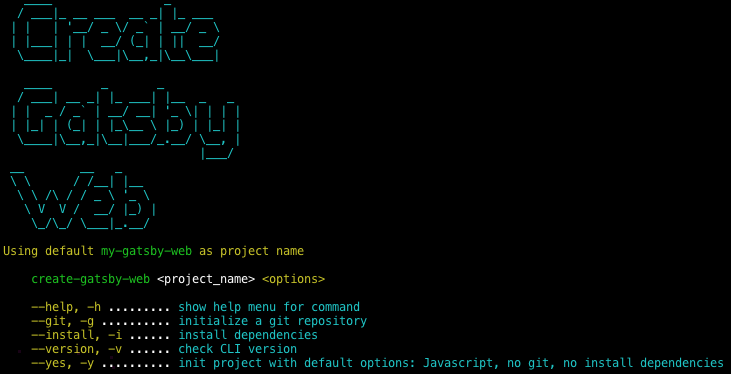 Create
Gatsby
Web
Using default my-gatsby-web as project name
create-gatsby-web <project_name> <options>
--help, -h ......... show help menu for command
--git, -g .......... initialize a git repository
--install, -i ...... install dependencies
--version, -v ...... check CLI version
--yes, -y .......... init project with default options: Javascript, no git, no install dependencies